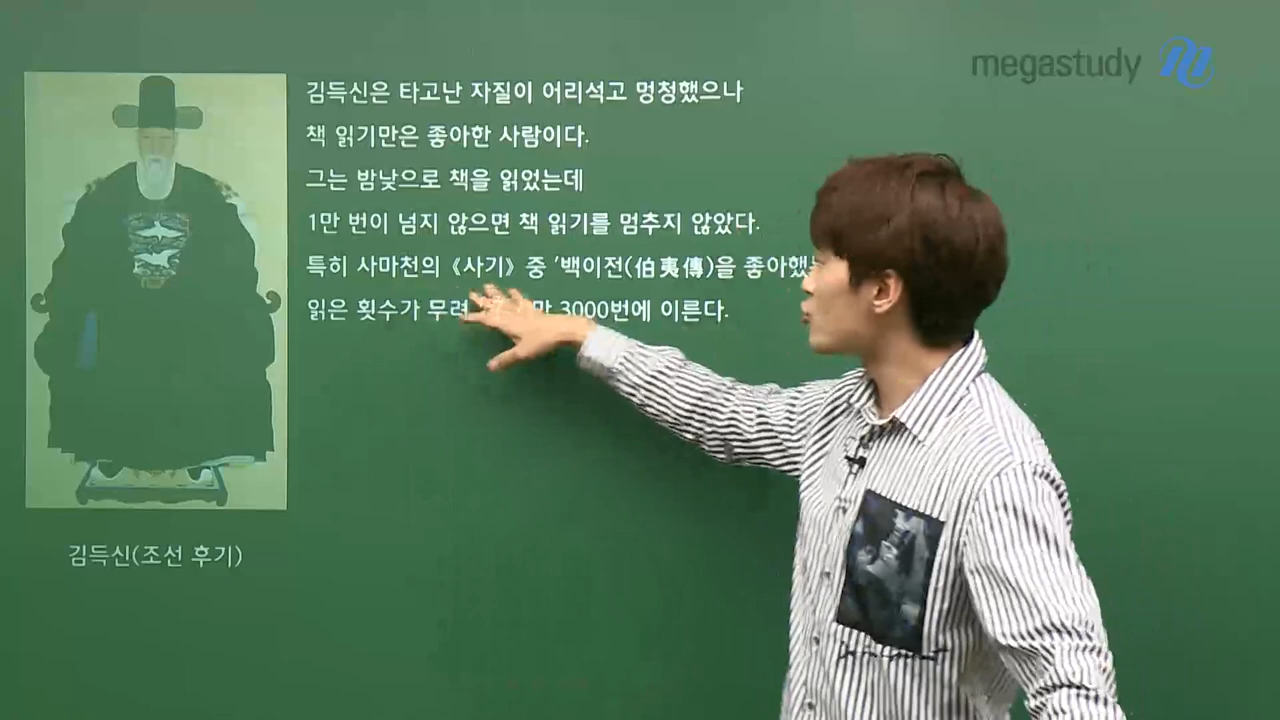 megastudy
김득신은 타고난 자질이 어리석고 멍청했으나
책 읽기만은 좋아한 사람이다.
그는 밤낮으로 책을 읽었는데
1만 번이 넘지 않으면 책 읽기를 멈추지 않았다.
특히 사마천의 《사기》 중 '백이전(伯夷傳)을 좋아했
읽은 횟수가 무려 만 3000번에 이른다.
김득신(조선 후기)